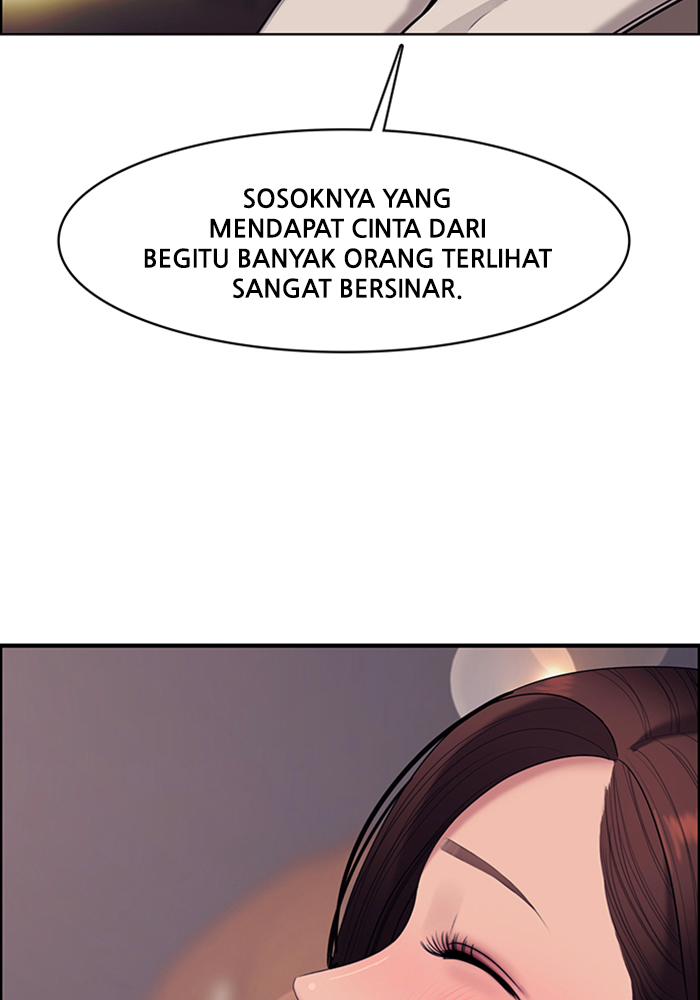 SOSOKNYA YANG
MENDAPAT CINTA DARI
BEGITU BANYAK ORANG TERLIHAT
SANGAT BERSINAR.